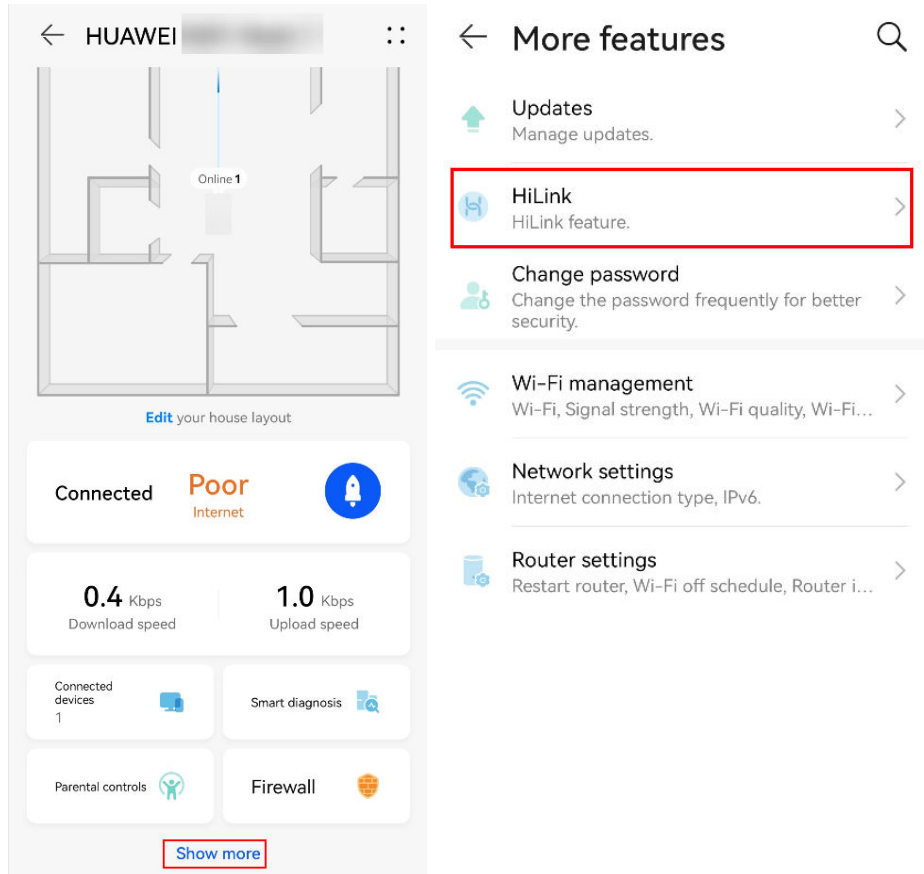 HUAWEI
Online 1
Edit your house layout
Connected
Poor
Internet
0.4 Kbps
Download speed
1.0 Kbps
Upload speed
Connected
devices
1
Smart diagnosis
Parental controls
Firewall
Show more
More features
Updates
Manage updates.
HiLink
HiLink feature.
Change password
Change the password frequently for better
security.
Wi-Fi management
Wi-Fi, Signal strength, Wi-Fi quality, Wi-Fi...
Network settings
Internet connection type, IPv6.
Router settings
Restart router, Wi-Fi off schedule, Router i...